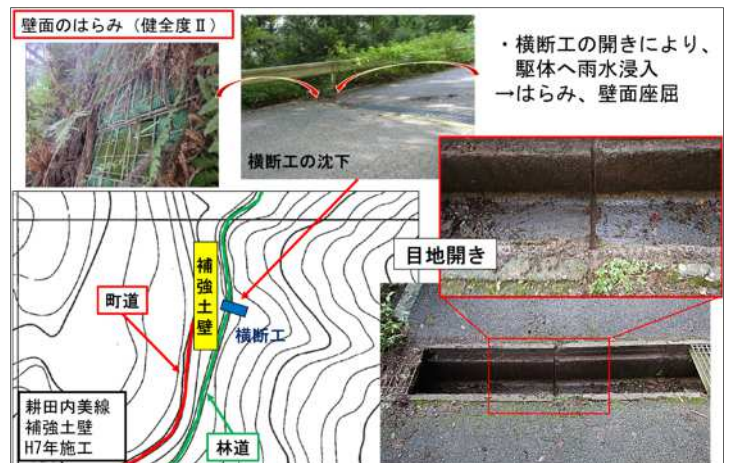 壁面のはらみ（健全度Ⅱ）
・横断工の開きにより、
駆体へ雨水浸入
→はらみ、壁面座屈
横断工の沈下
目地開き
補強土壁
町道
横断工
耕田内美線
補強土壁
H7年施工
林道